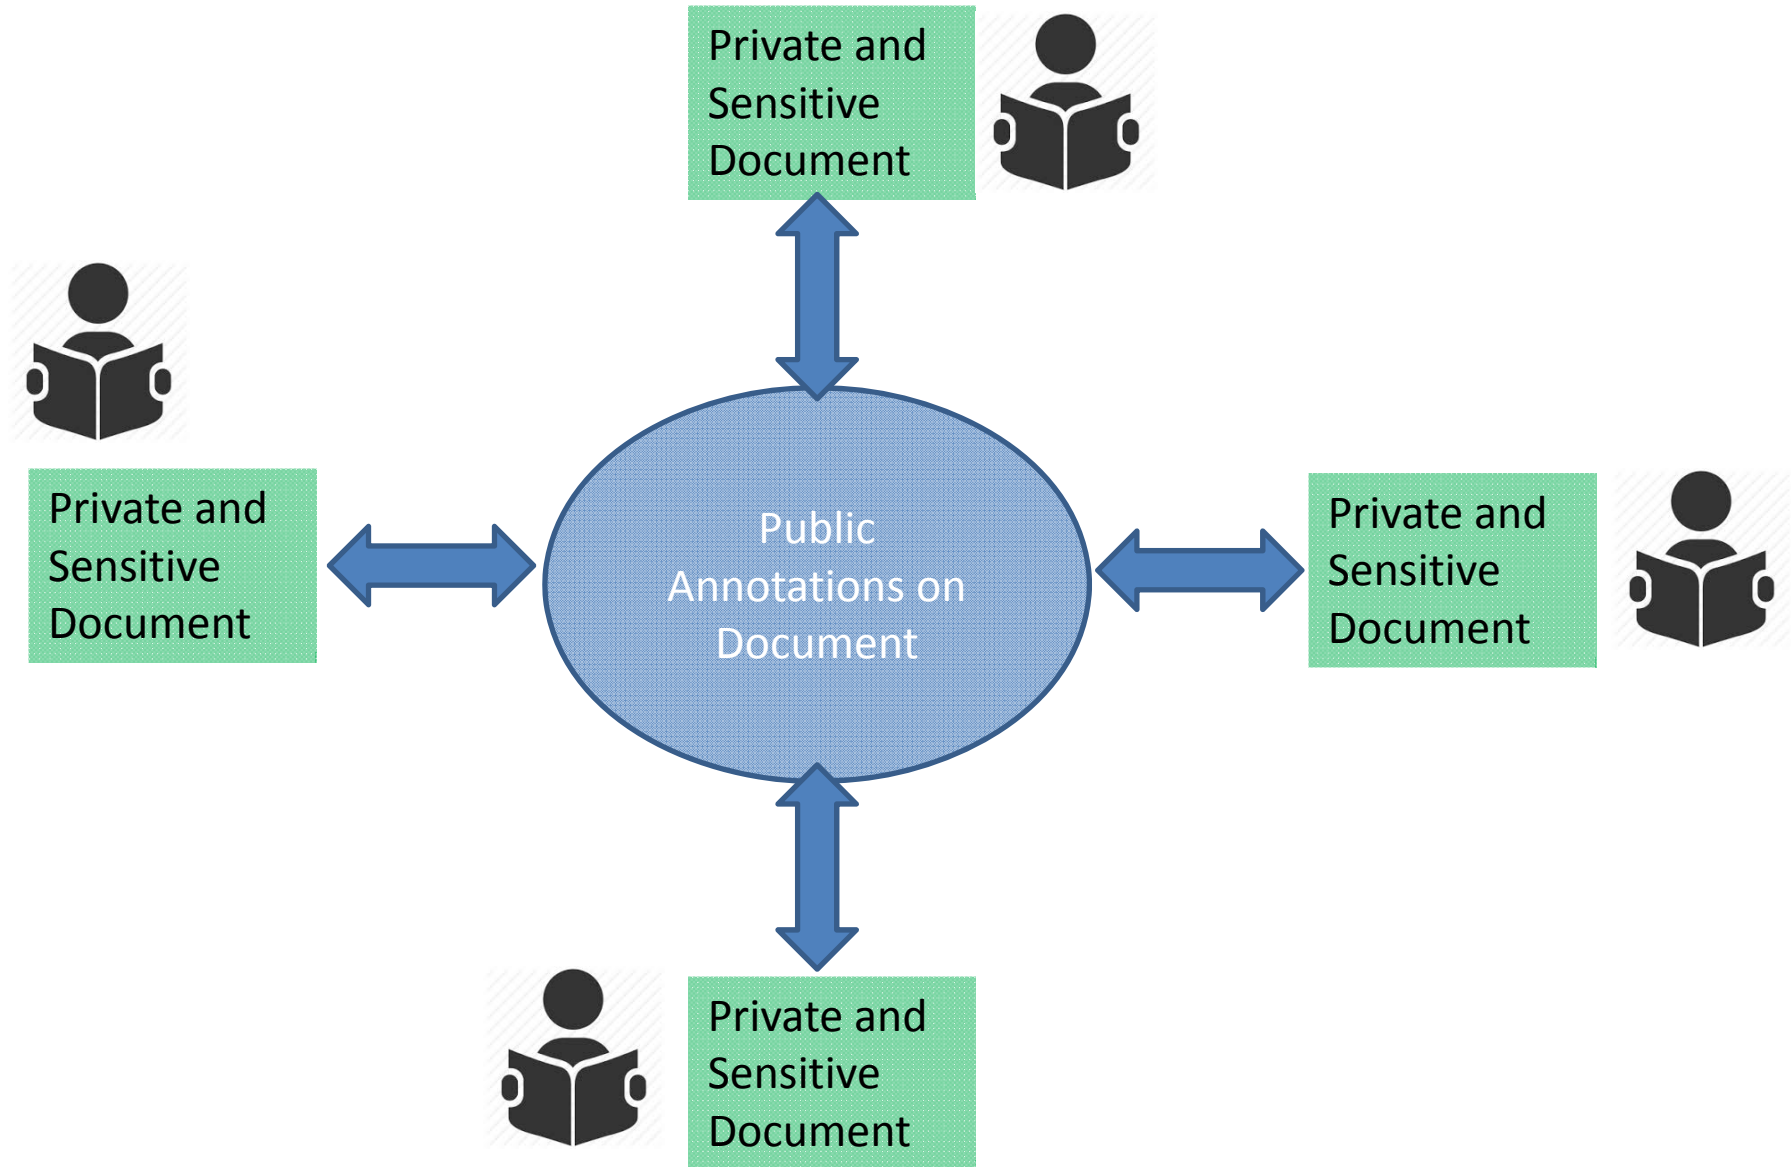 Private and
Sensitive
Document
Private and
Sensitive
Document
Public
Annotations on
Document
Private and
Sensitive
Document
Private and
Sensitive
Document